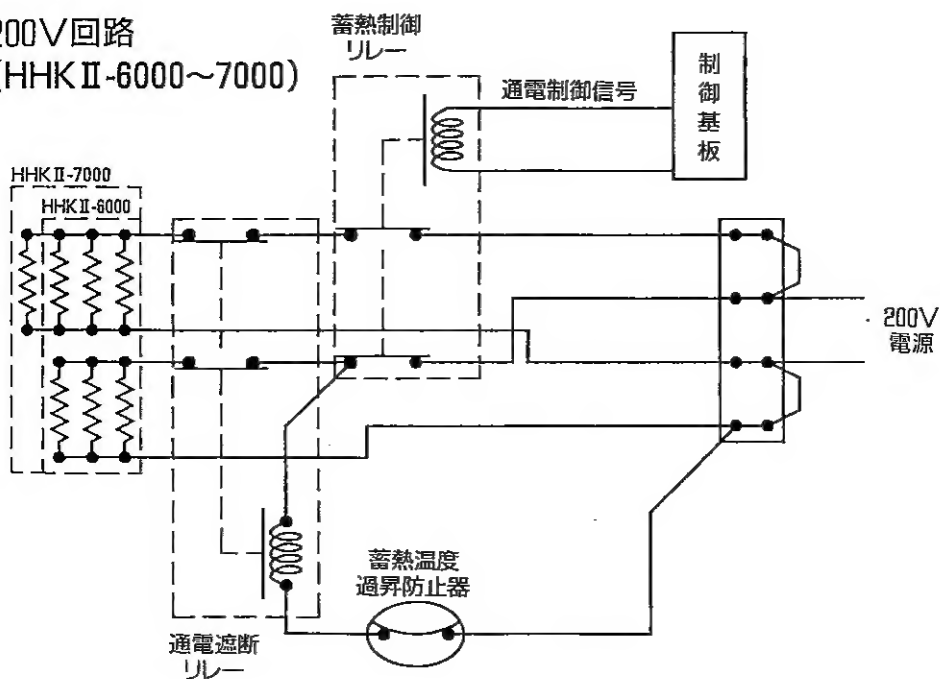 200V回路
(HHKⅡ-6000～7000)
蓄熱制御
リレー
通電制御信号
制御基板
HHKⅡ-7000
HHKⅡ-6000
200V
電源
蓄熱温度
過昇防止器
通電遮断
リレー